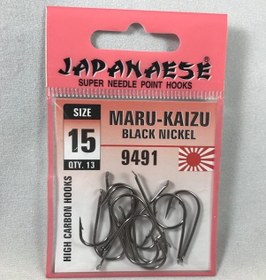 JAPANAESE
SUPER NEEDLE POINT HOOKS
SIZE
15
QTY. 13
MARU-KAIZU
BLACK NICKEL
9491
HIGH CARBON HOOKS